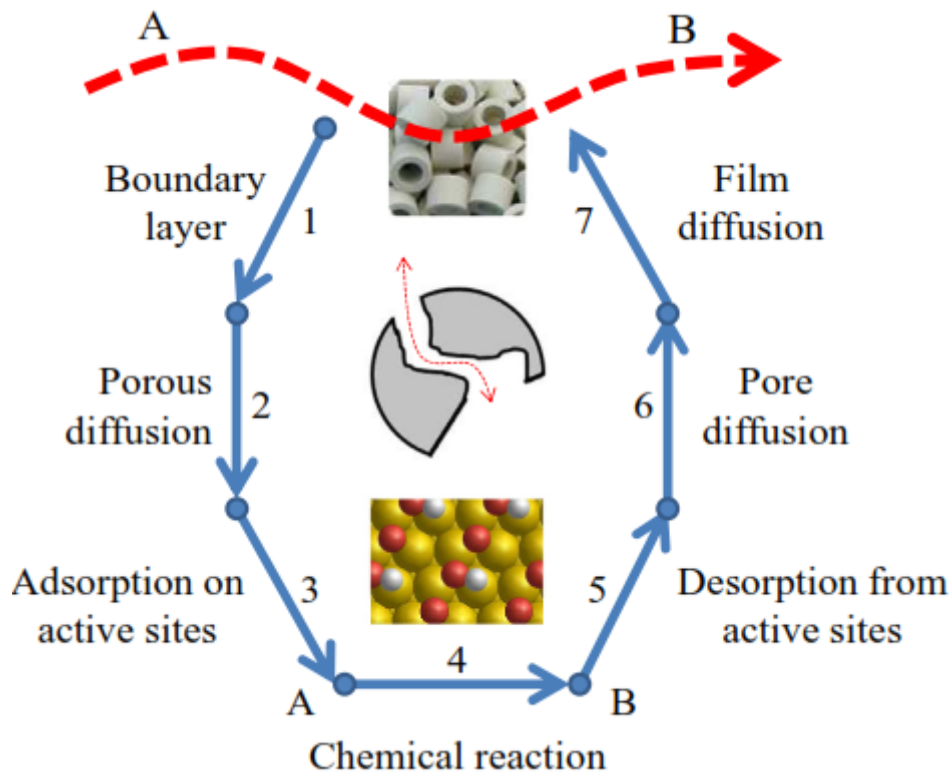 A
B
Boundary
layer
1
7
Film
diffusion
Porous
diffusion
2
6
Pore
diffusion
Adsorption on
active sites
3
5
Desorption from
active sites
4
A
B
Chemical reaction